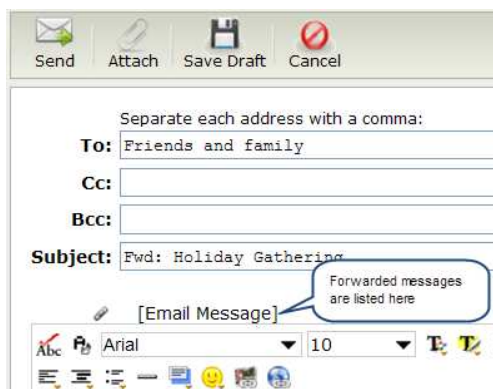 Send Attach Save Draft Cancel
Separate each address with a comma:
To: Friends and family
Cc:
Bcc:
Subject: Fwd: Holiday Gathering
Forwarded messages
are listed here
[Email Message]
Abc Arial 10 T T